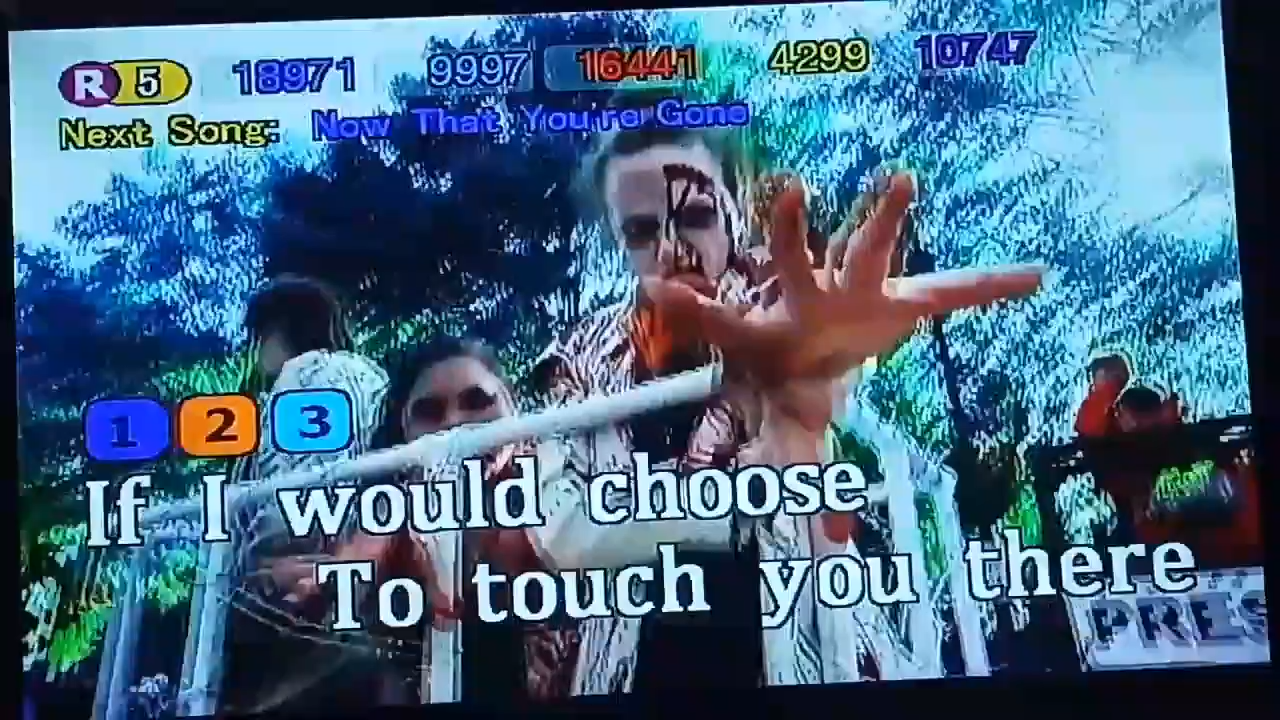 R 5 18971 9997 16441 4299 10747
Next Song: Now That You're Gone
1 2 3
If I would choose
To touch you there
PRES